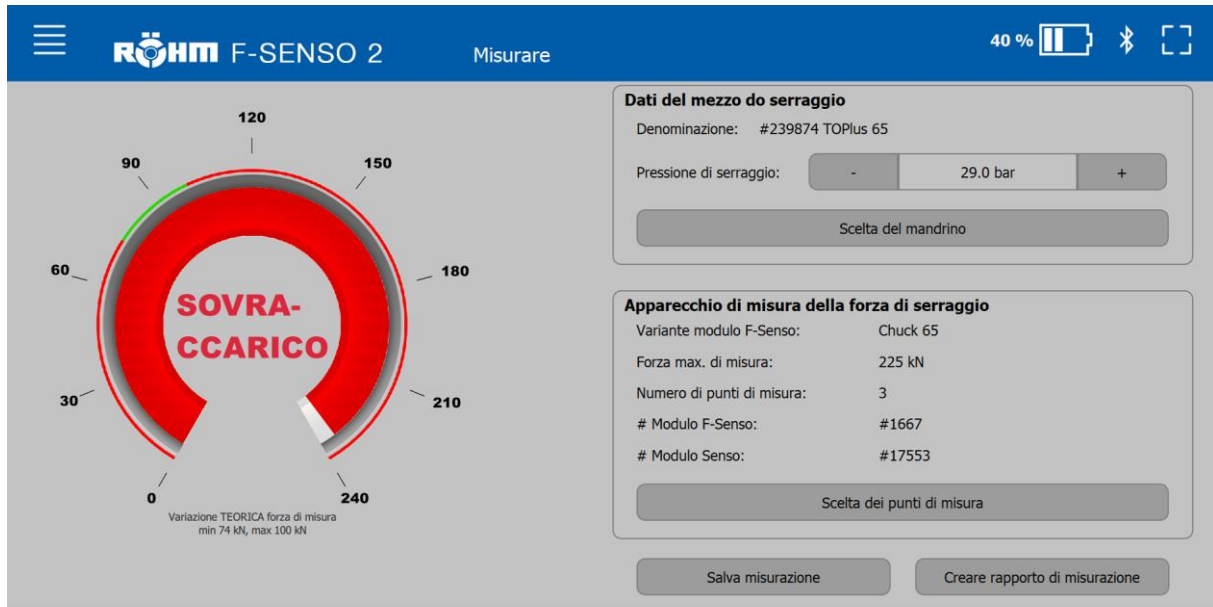 RÖHM F-SENSO 2 Misurare 40 %
120
90 150
60 180
SOVRA-
CCARICO
30 210
0 240
Variazione TEORICA forza di misura
min 74 kN, max 100 kN
Dati del mezzo do serraggio
Denominazione: #239874 TOPlus 65
Pressione di serraggio: - 29.0 bar +
Scelta del mandrino
Apparecchio di misura della forza di serraggio
Variante modulo F-Senso: Chuck 65
Forza max. di misura: 225 kN
Numero di punti di misura: 3
# Modulo F-Senso: #1667
# Modulo Senso: #17553
Scelta dei punti di misura
Salva misurazione Creare rapporto di misurazione